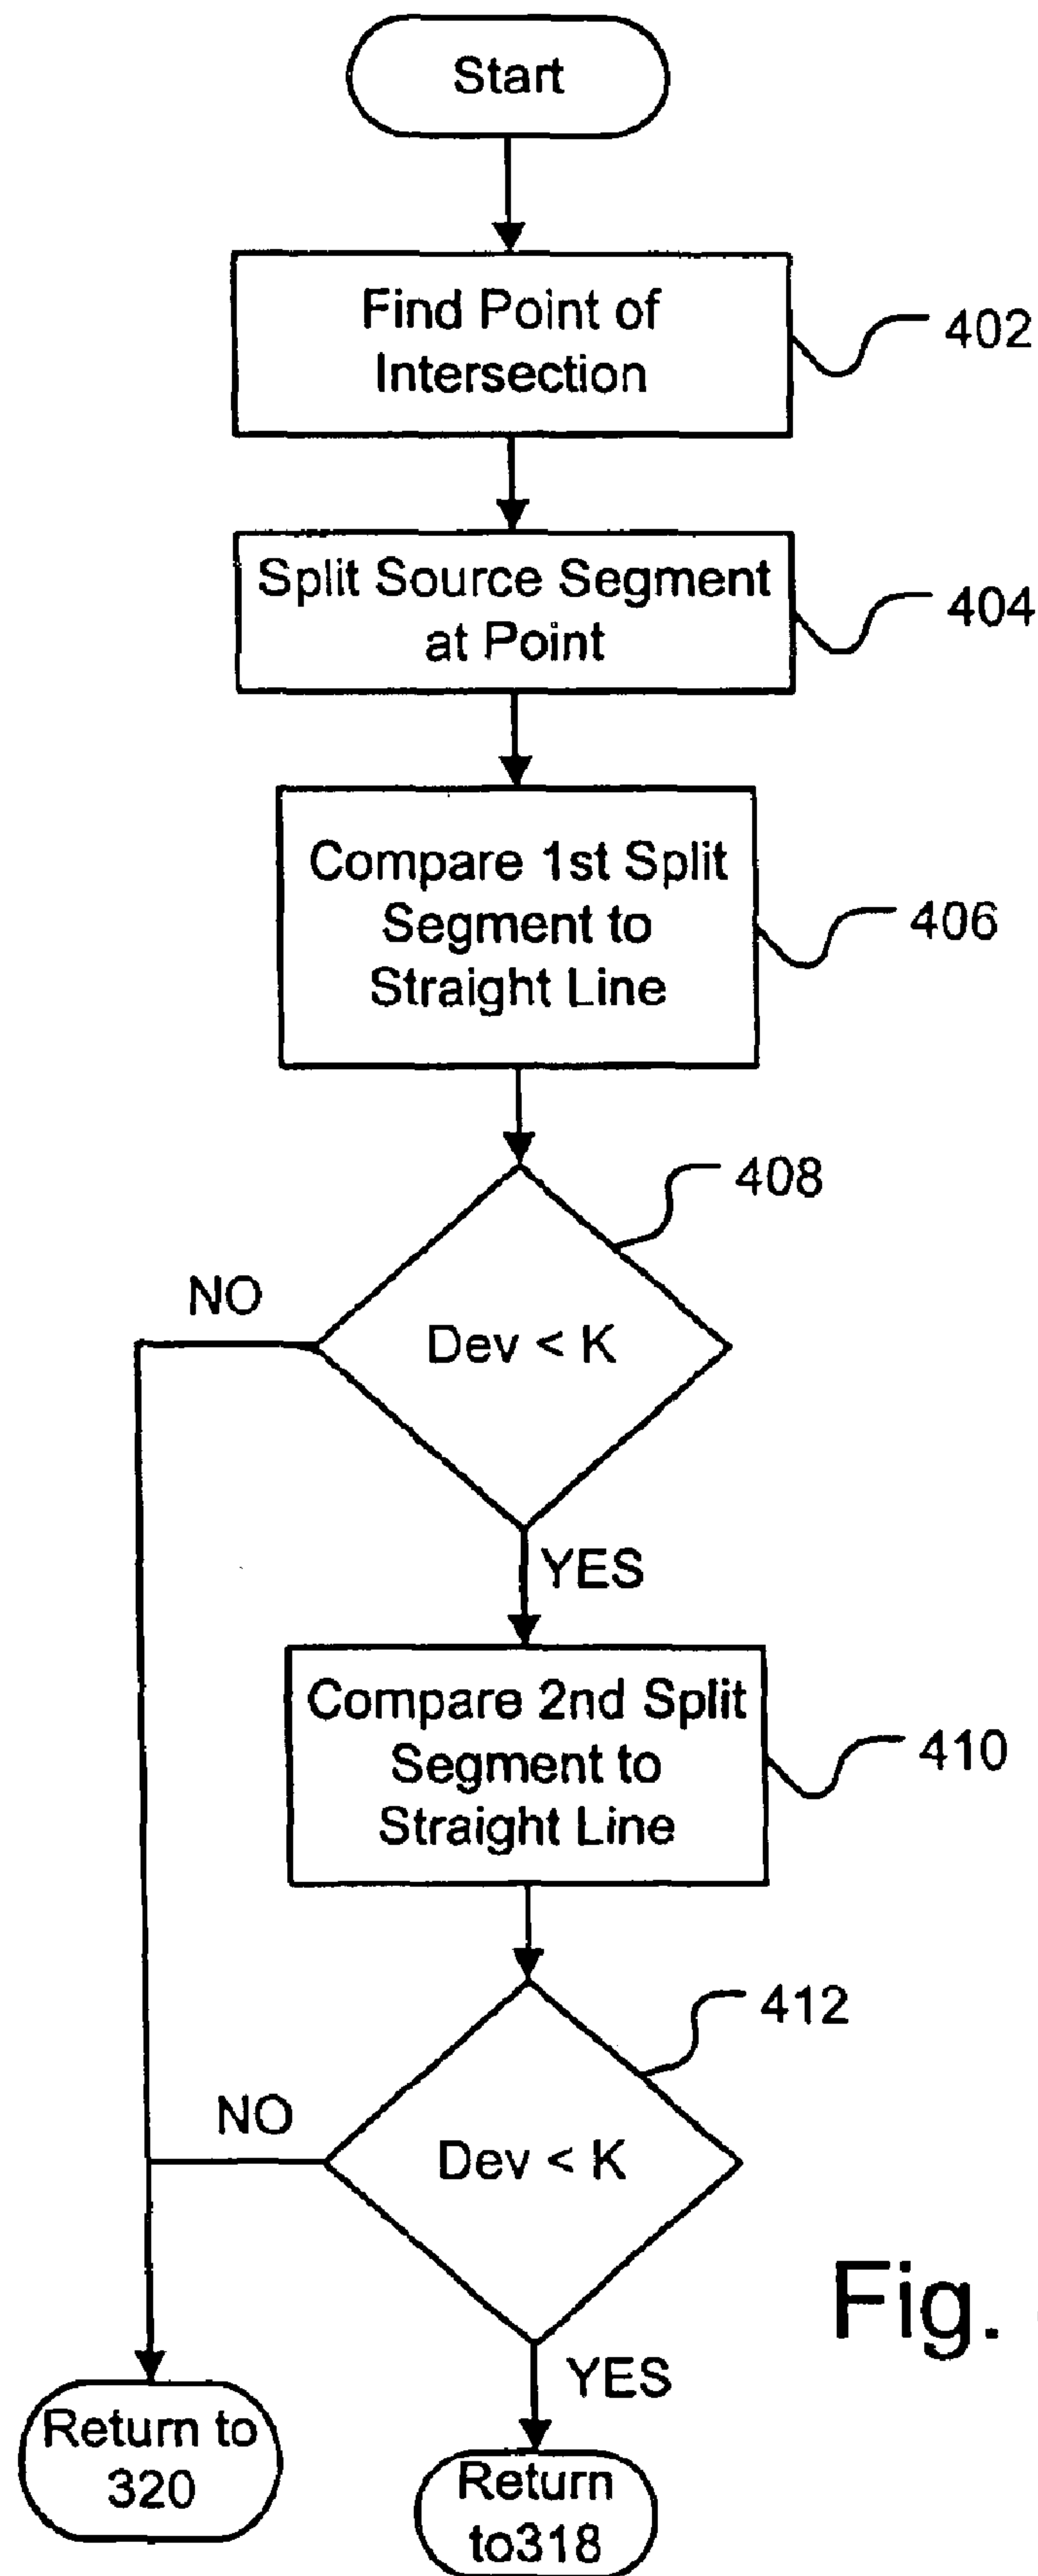 Start
Find Point of
Intersection
402
Split Source Segment
at Point
404
Compare 1st Split
Segment to
Straight Line
406
408
NO
Dev < K
YES
Compare 2nd Split
Segment to
Straight Line
410
412
NO
Dev < K
YES
Fig.
Return to
320
Return
to318